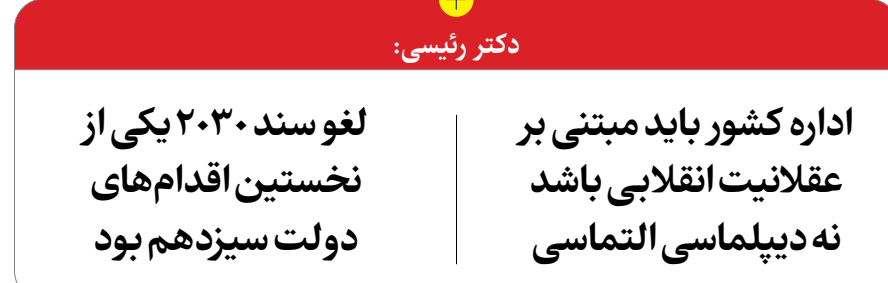 دکتر رئیسی:
اداره کشور باید مبتنی بر
عقلانیت انقلابی باشد
نه دیپلماسی التماسی
لغو سند ۲۰۳۰ یکی از
نخستین اقدام‌های
دولت سیزدهم بود